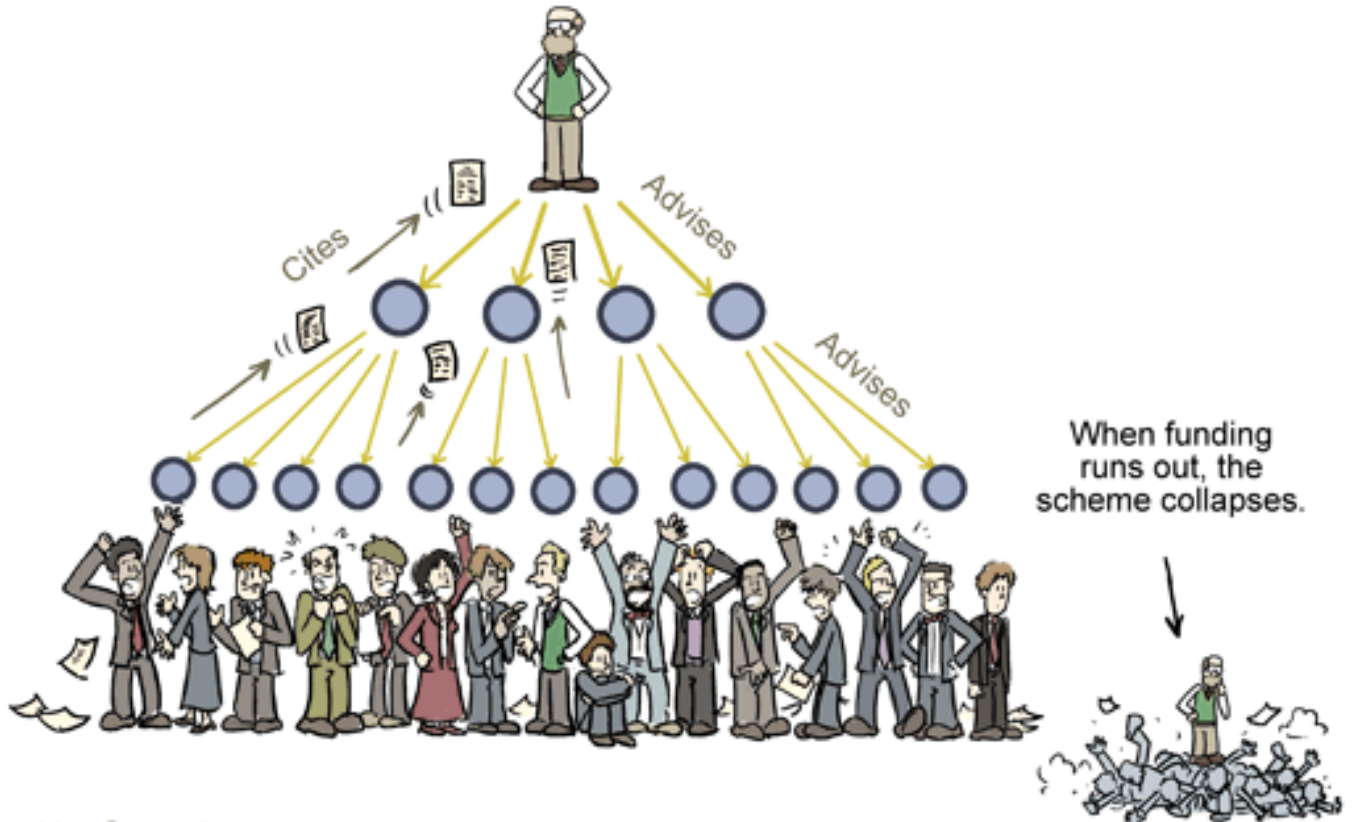 Advises
Cites
Advises
When funding
runs out, the
scheme collapses.